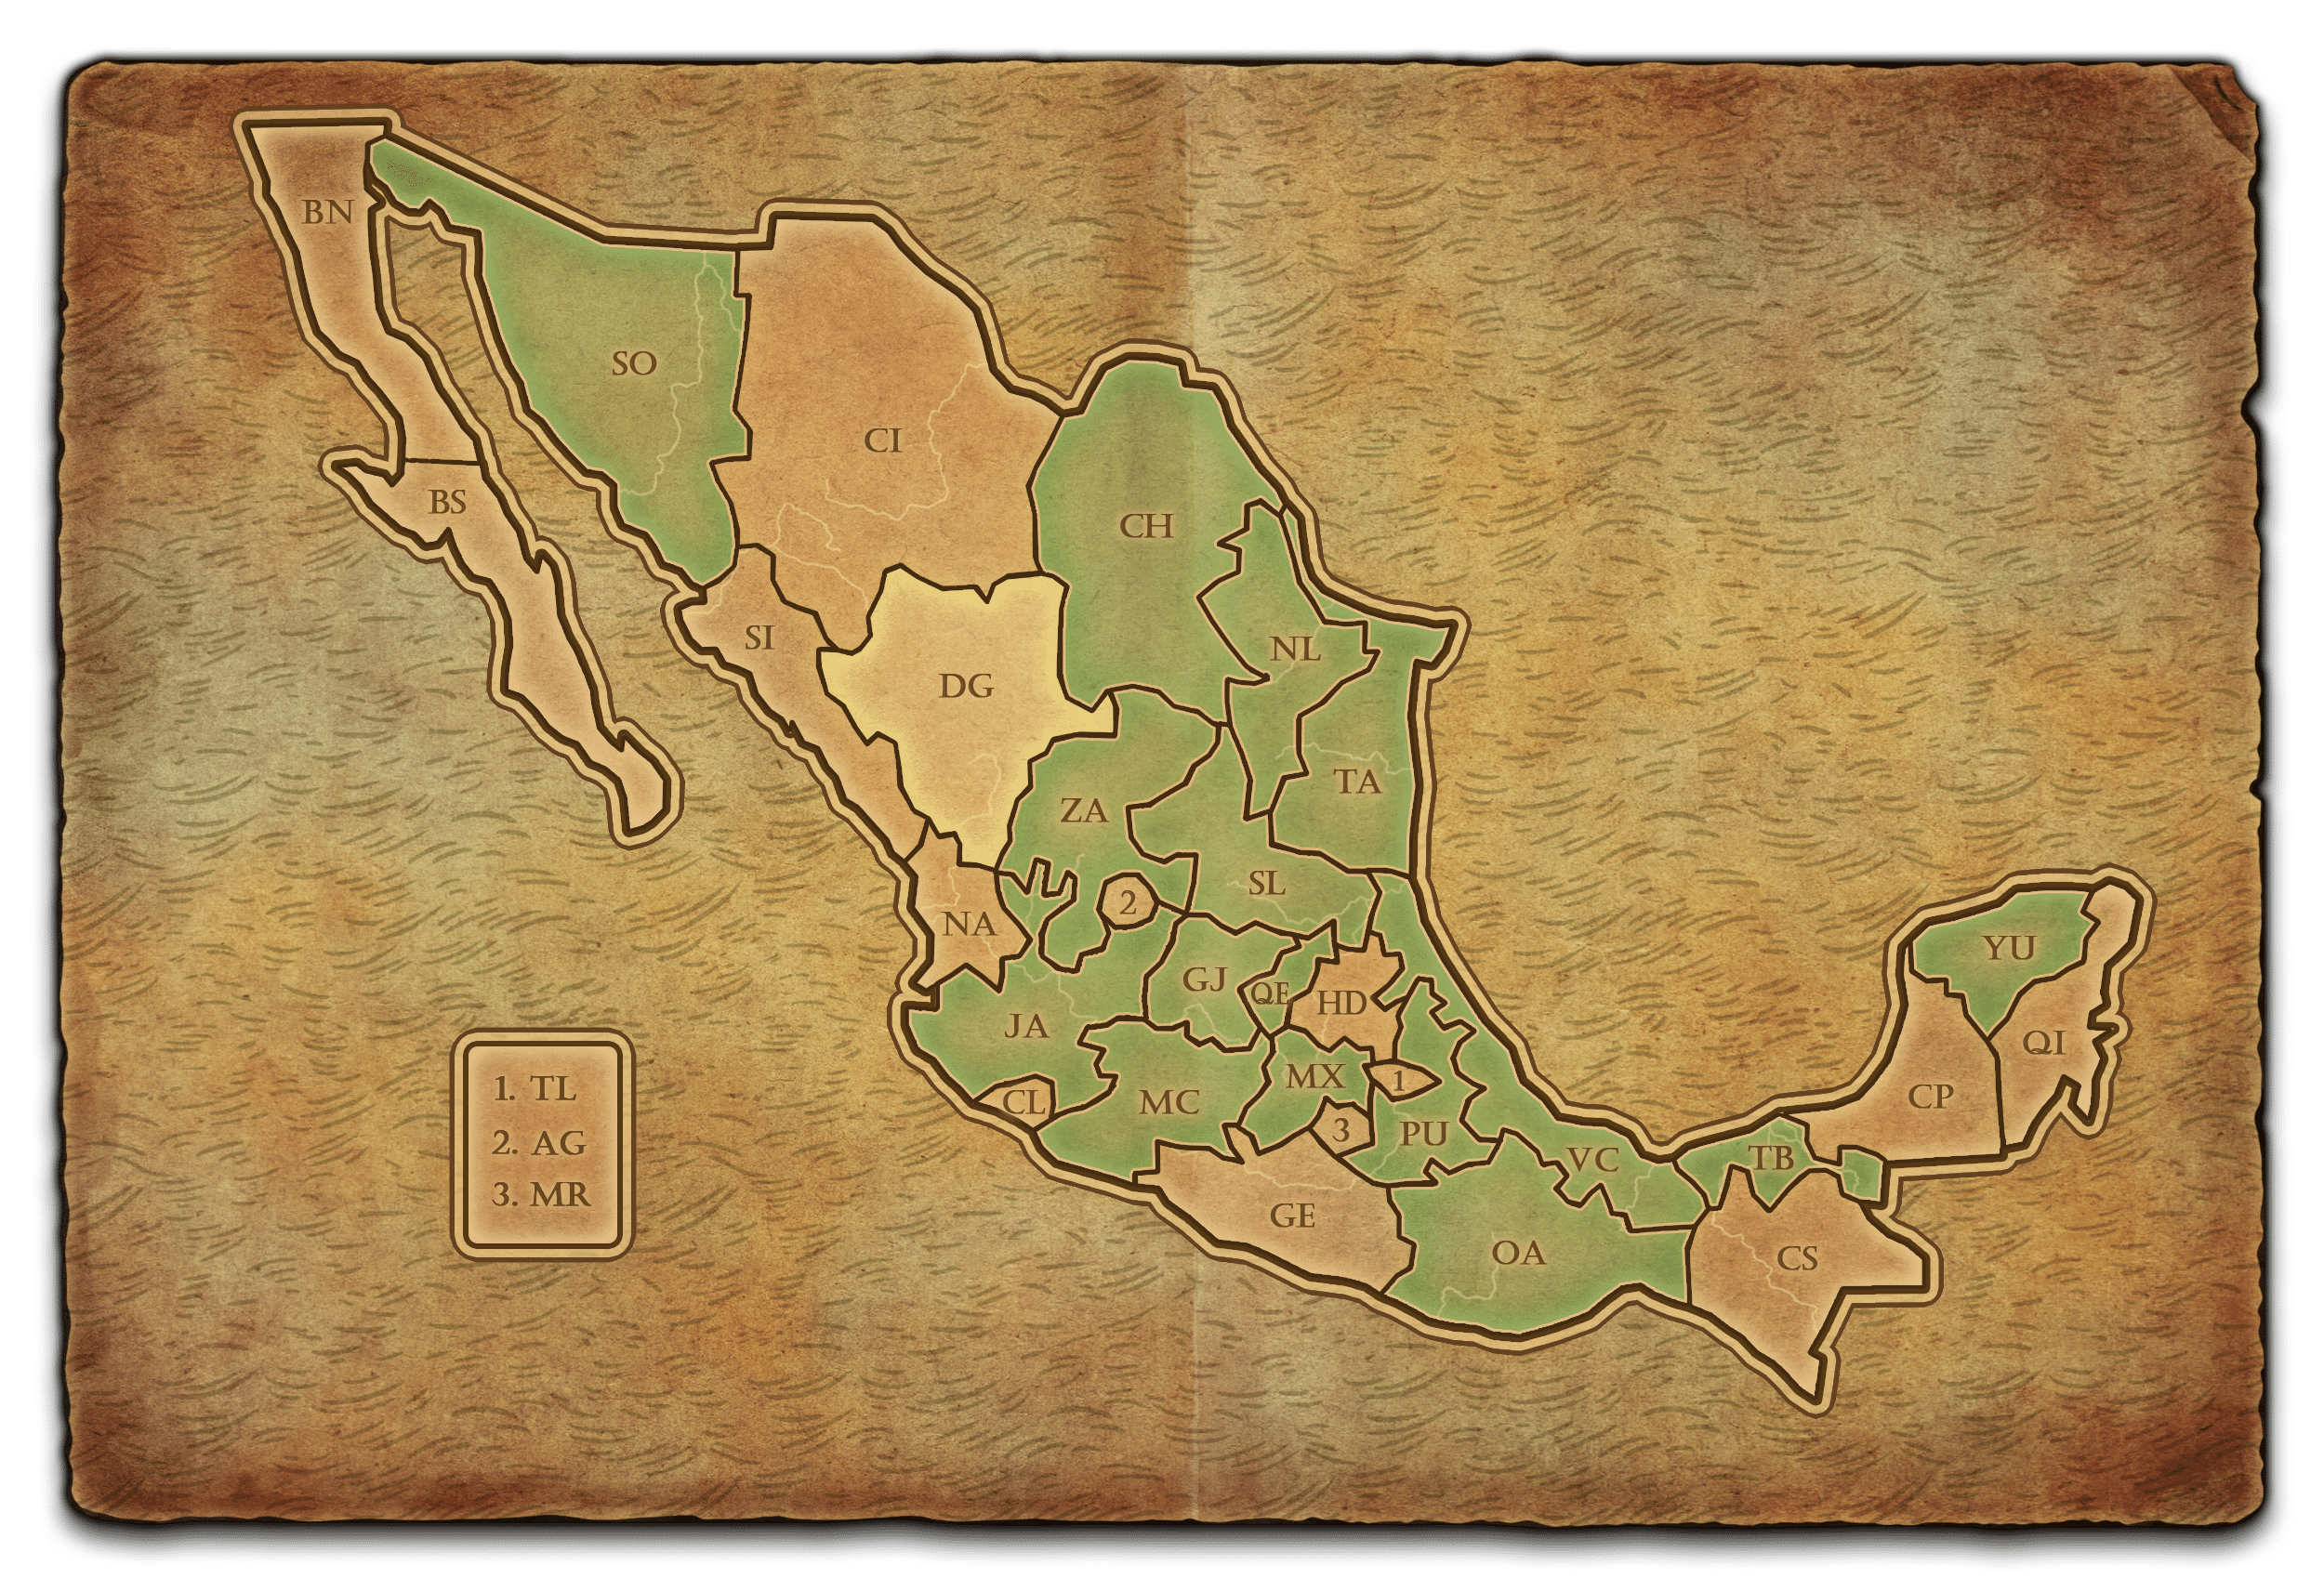 BN
SO
CI
BS
CH
SI
NL
DG
TA
ZA
SL
2
NA
YU
GJ
QE
HD
JA
QI
MX
1
CL
MC
CP
3
PU
VC
TB
GE
OA
CS
1. TL
2. AG
3. MR